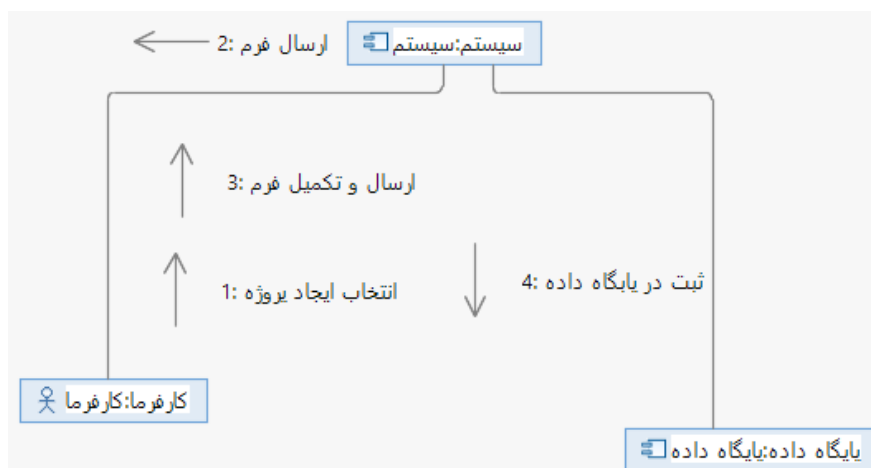 سیستم:سیستم
2: ارسال فرم
3: ارسال و تکمیل فرم
1: انتخاب ایجاد پروژه
4: ثبت در پایگاه داده
کارفرما:کارفرما
پایگاه داده:پایگاه داده